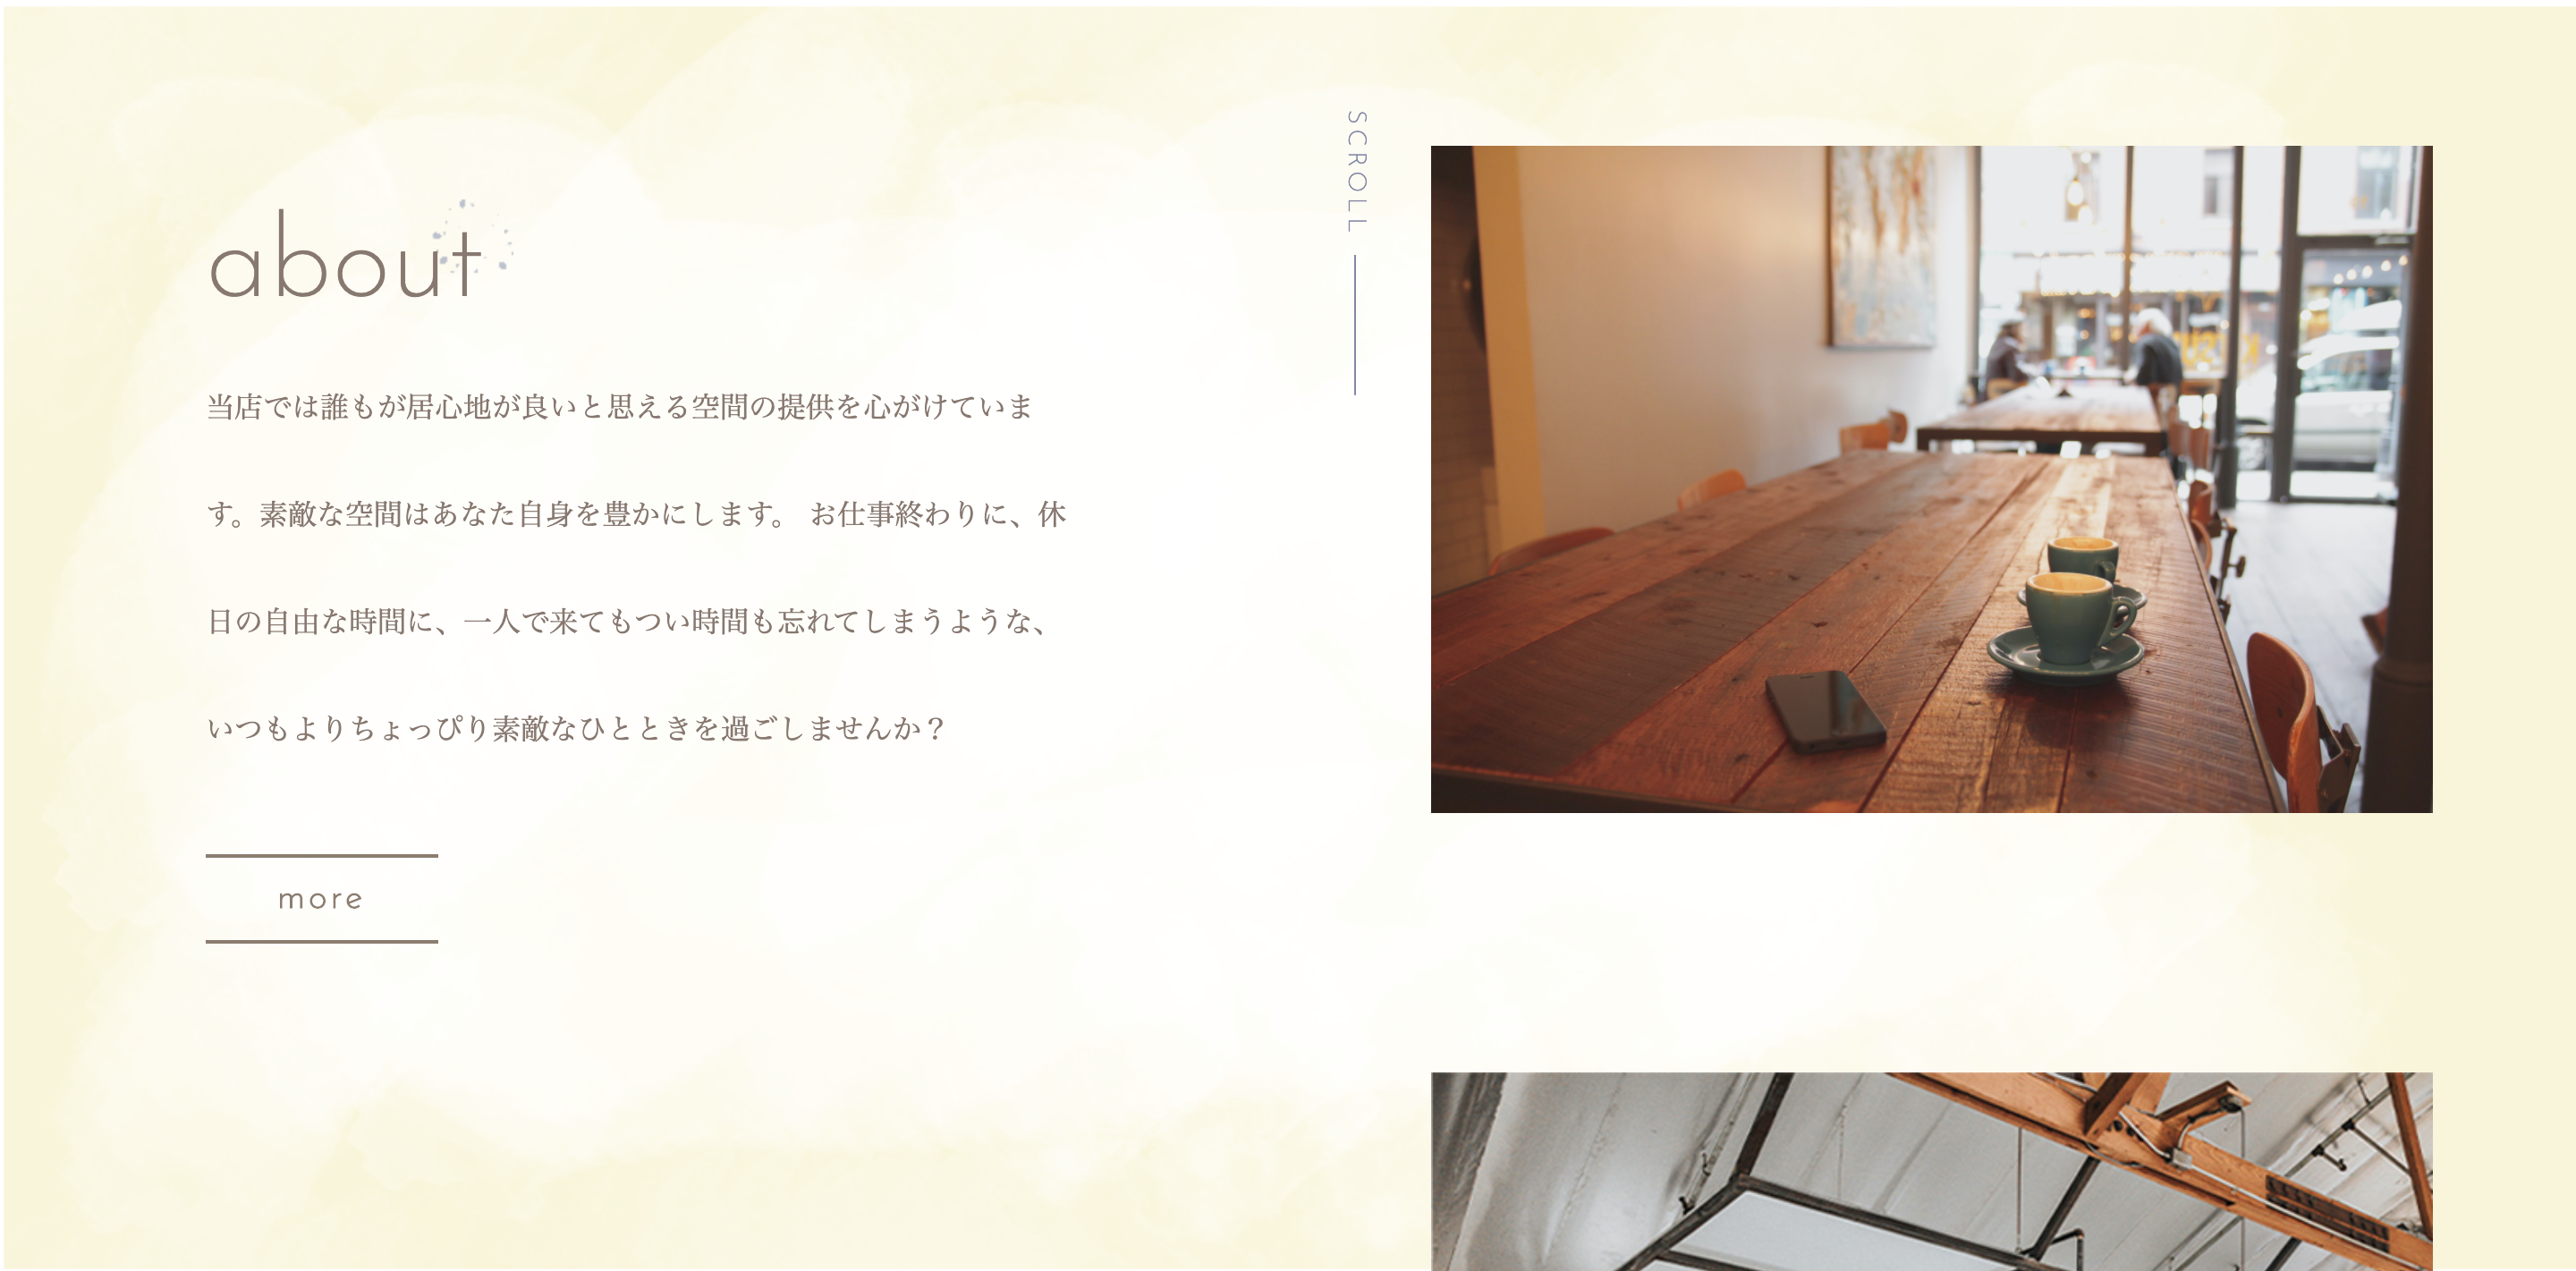 about
当店では誰もが居心地が良いと思える空間の提供を心がけていま
す。素敵な空間はあなた自身を豊かにします。 お仕事終わりに、休
日の自由な時間に、一人で来てもつい時間も忘れてしまうような、
いつもよりちょっぴり素敵なひとときを過ごしませんか？
more
SCROLL